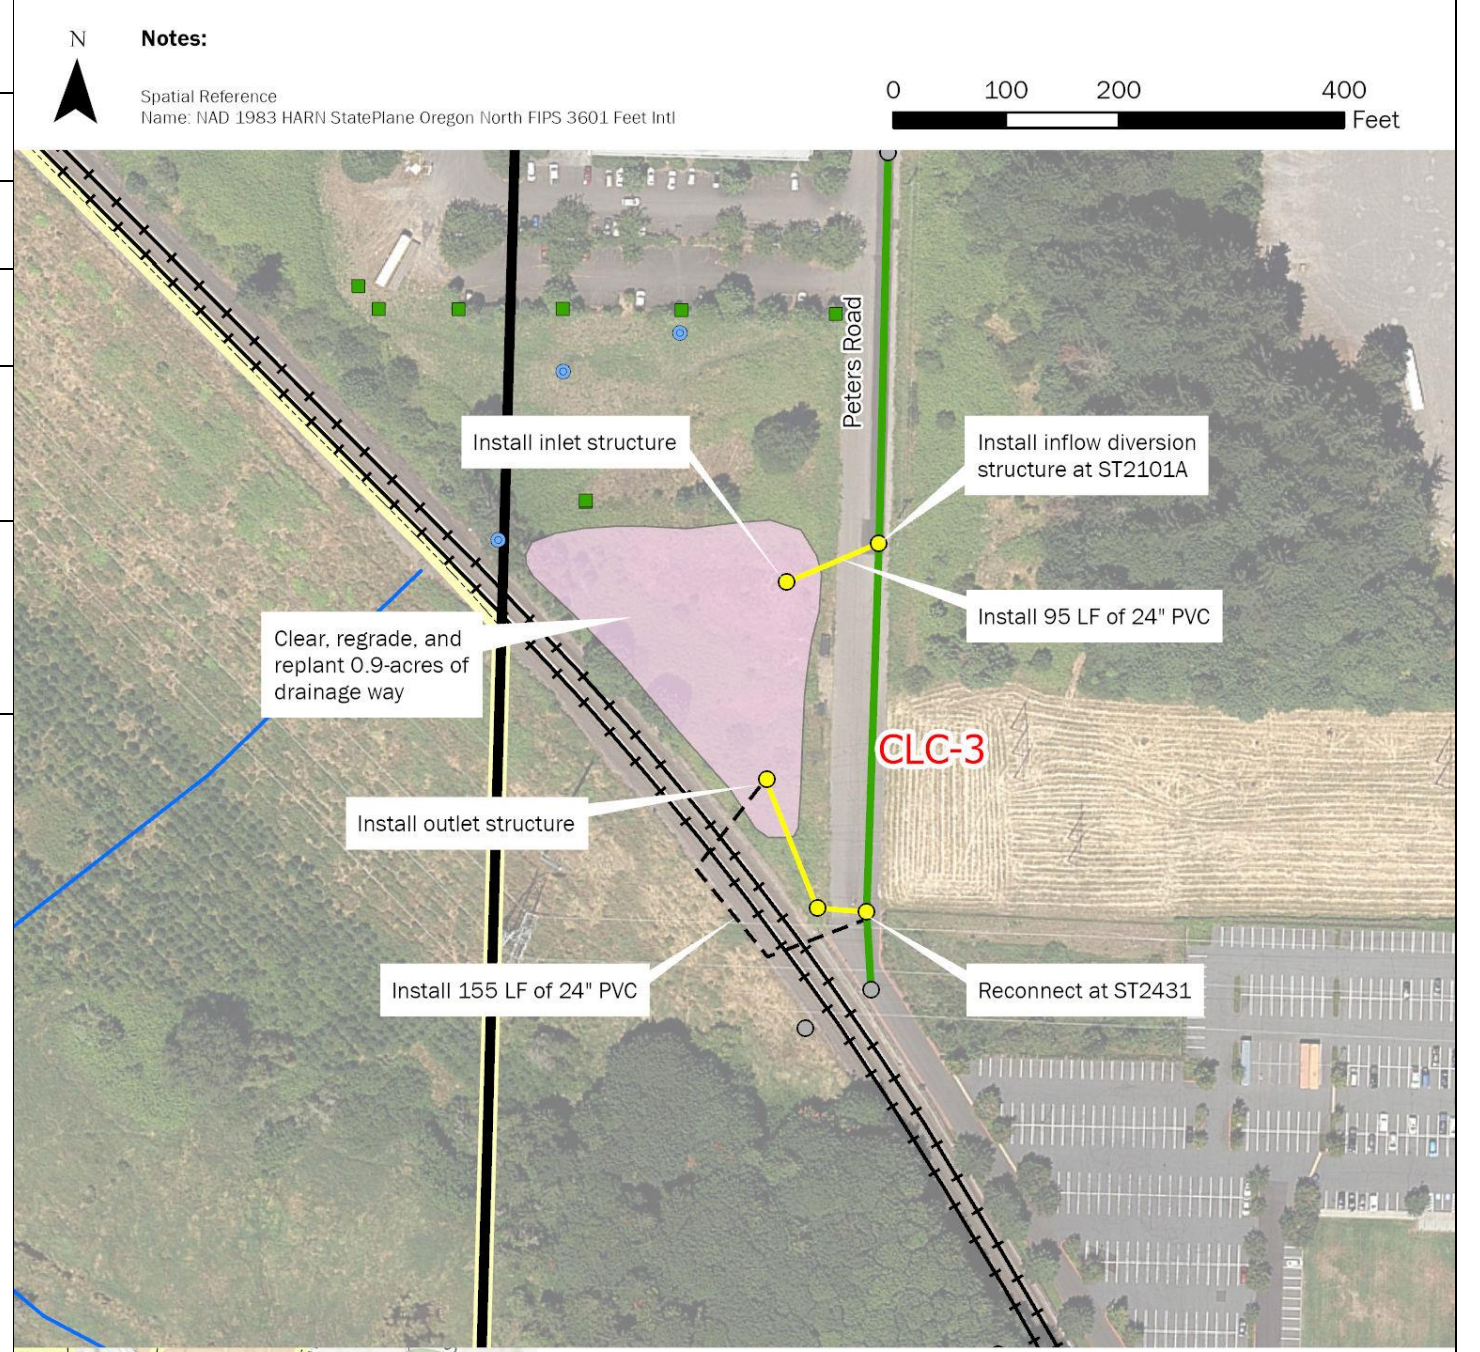 N
Notes:
Spatial Reference
Name: NAD 1983 HARN StatePlane Oregon North FIPS 3601 Feet Intl
0 100 200 400
Feet
Peters Road
Install inlet structure
Install inflow diversion
structure at ST2101A
Install 95 LF of 24" PVC
Clear, regrade, and
replant 0.9-acres of
drainage way
CLC-3
Install outlet structure
Install 155 LF of 24" PVC
Reconnect at ST2431